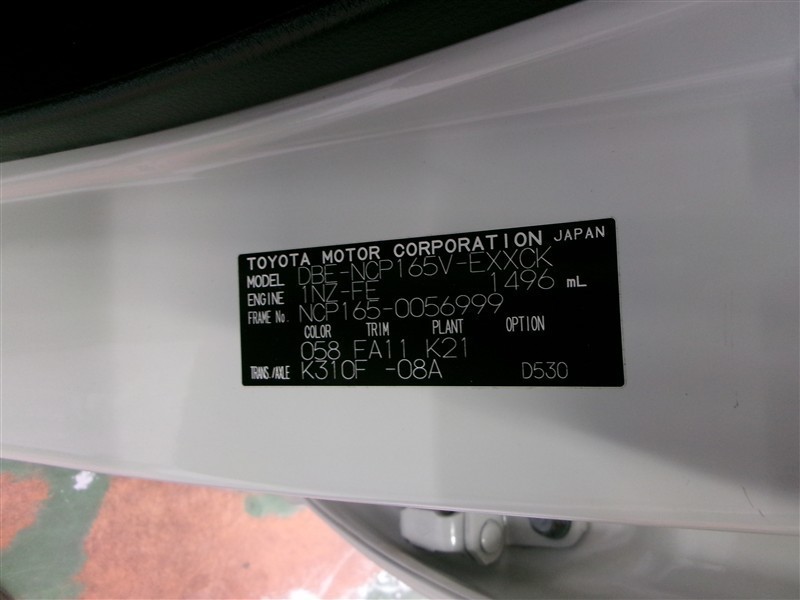 TOYOTA MOTOR CORPORATION JAPAN
MODEL DBE-NCP165V-EXXCK
ENGINE 1NZ-FE 1496 mL
FRAME No. NCP165-0056999
COLOR TRIM PLANT OPTION
058 FA11 K21
TRANS./AXLE K310F -08A D530